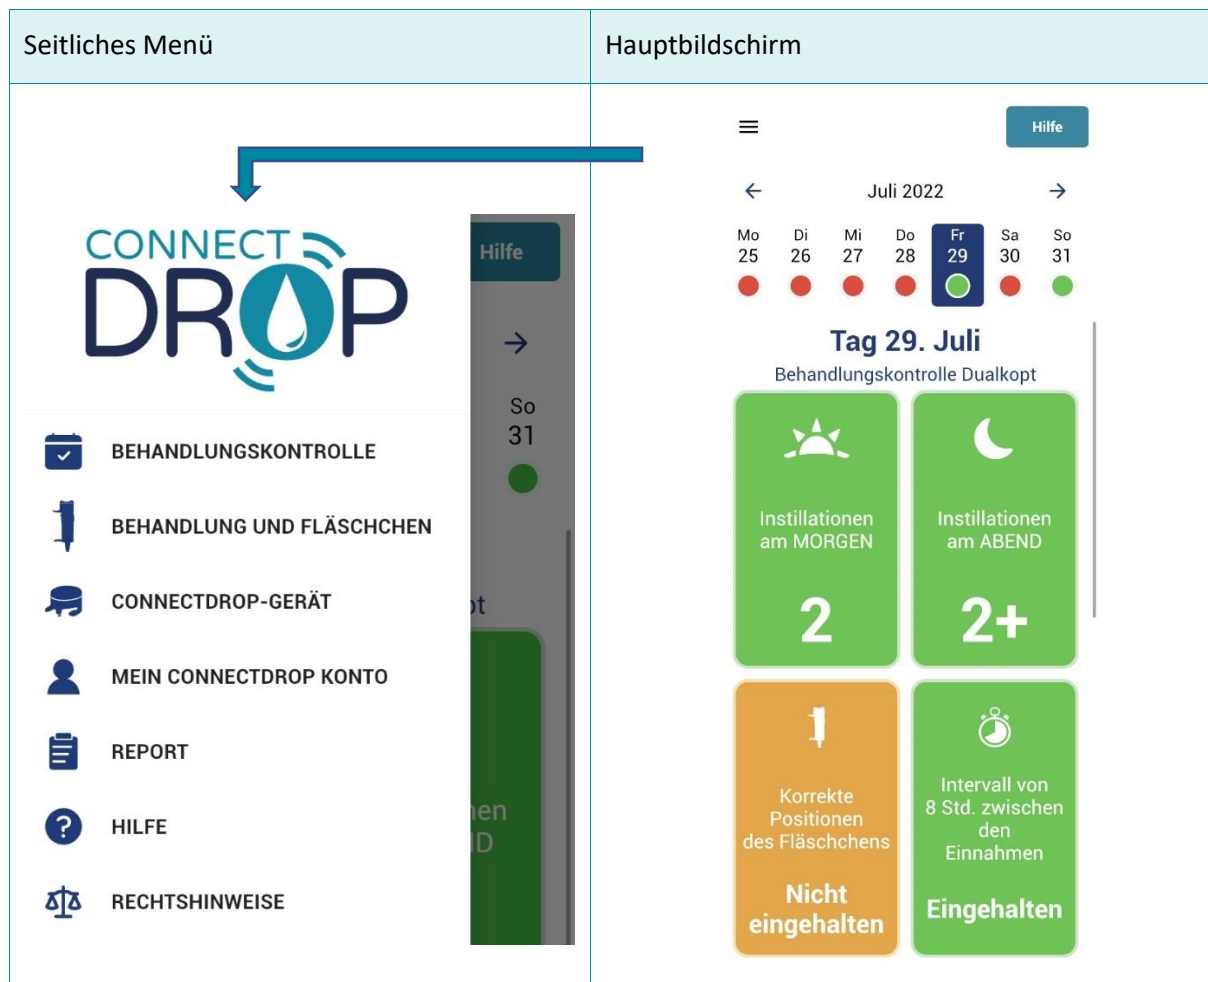 Seitliches Menü
Hauptbildschirm
CONNECT
DROP
Hilfe
So
31
pt
nen
ND
BEHANDLUNGSKONTROLLE
BEHANDLUNG UND FLÄSCHCHEN
CONNECTDROP-GERÄT
MEIN CONNECTDROP KONTO
REPORT
HILFE
RECHTSHINWEISE
Hilfe
Juli 2022
Mo Di Mi Do Fr Sa So
25 26 27 28 29 30 31
Tag 29. Juli
Behandlungskontrolle Dualkopt
Instillationen
am MORGEN
2
Instillationen
am ABEND
2+
Korrekte
Positionen
des Fläschchens
Nicht
eingehalten
Intervall von
8 Std. zwischen
den
Einnahmen
Eingehalten